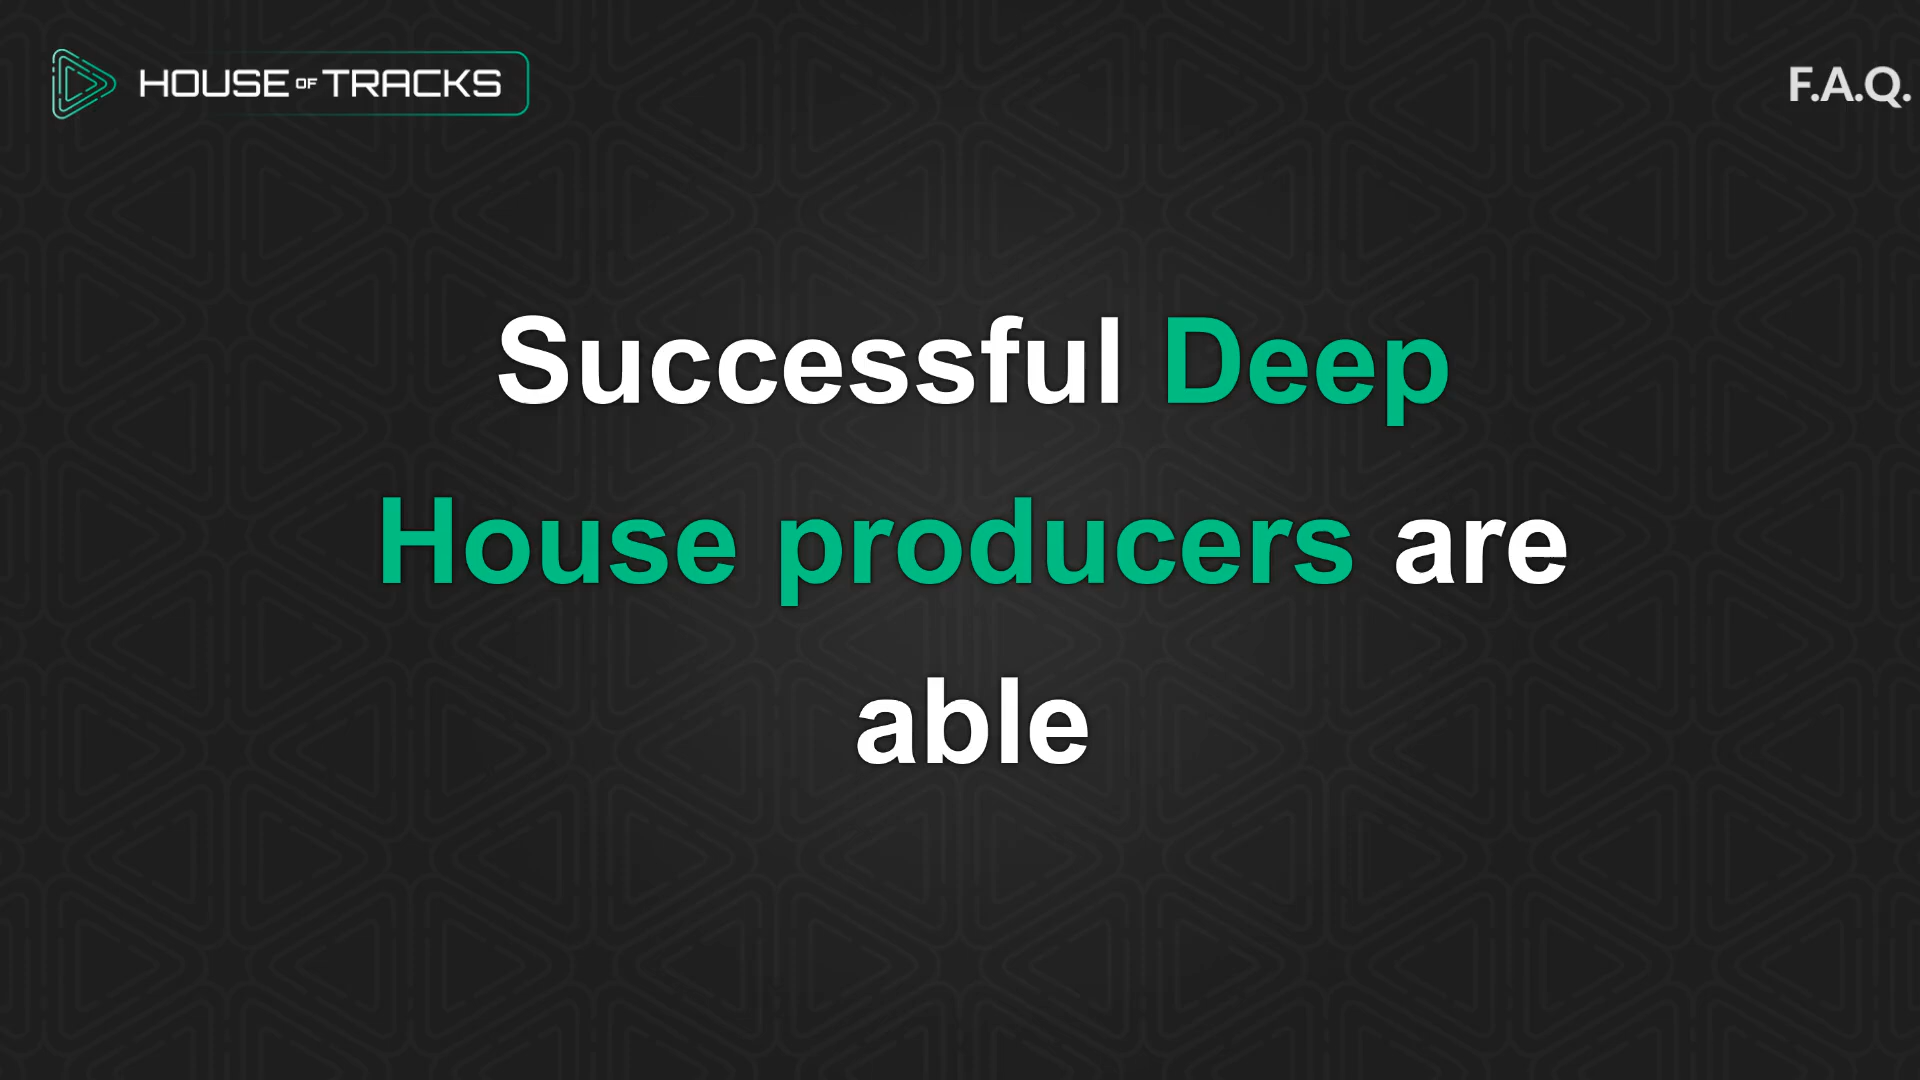 HOUSE OF TRACKS
F.A.Q.
Successful Deep
House producers are
able